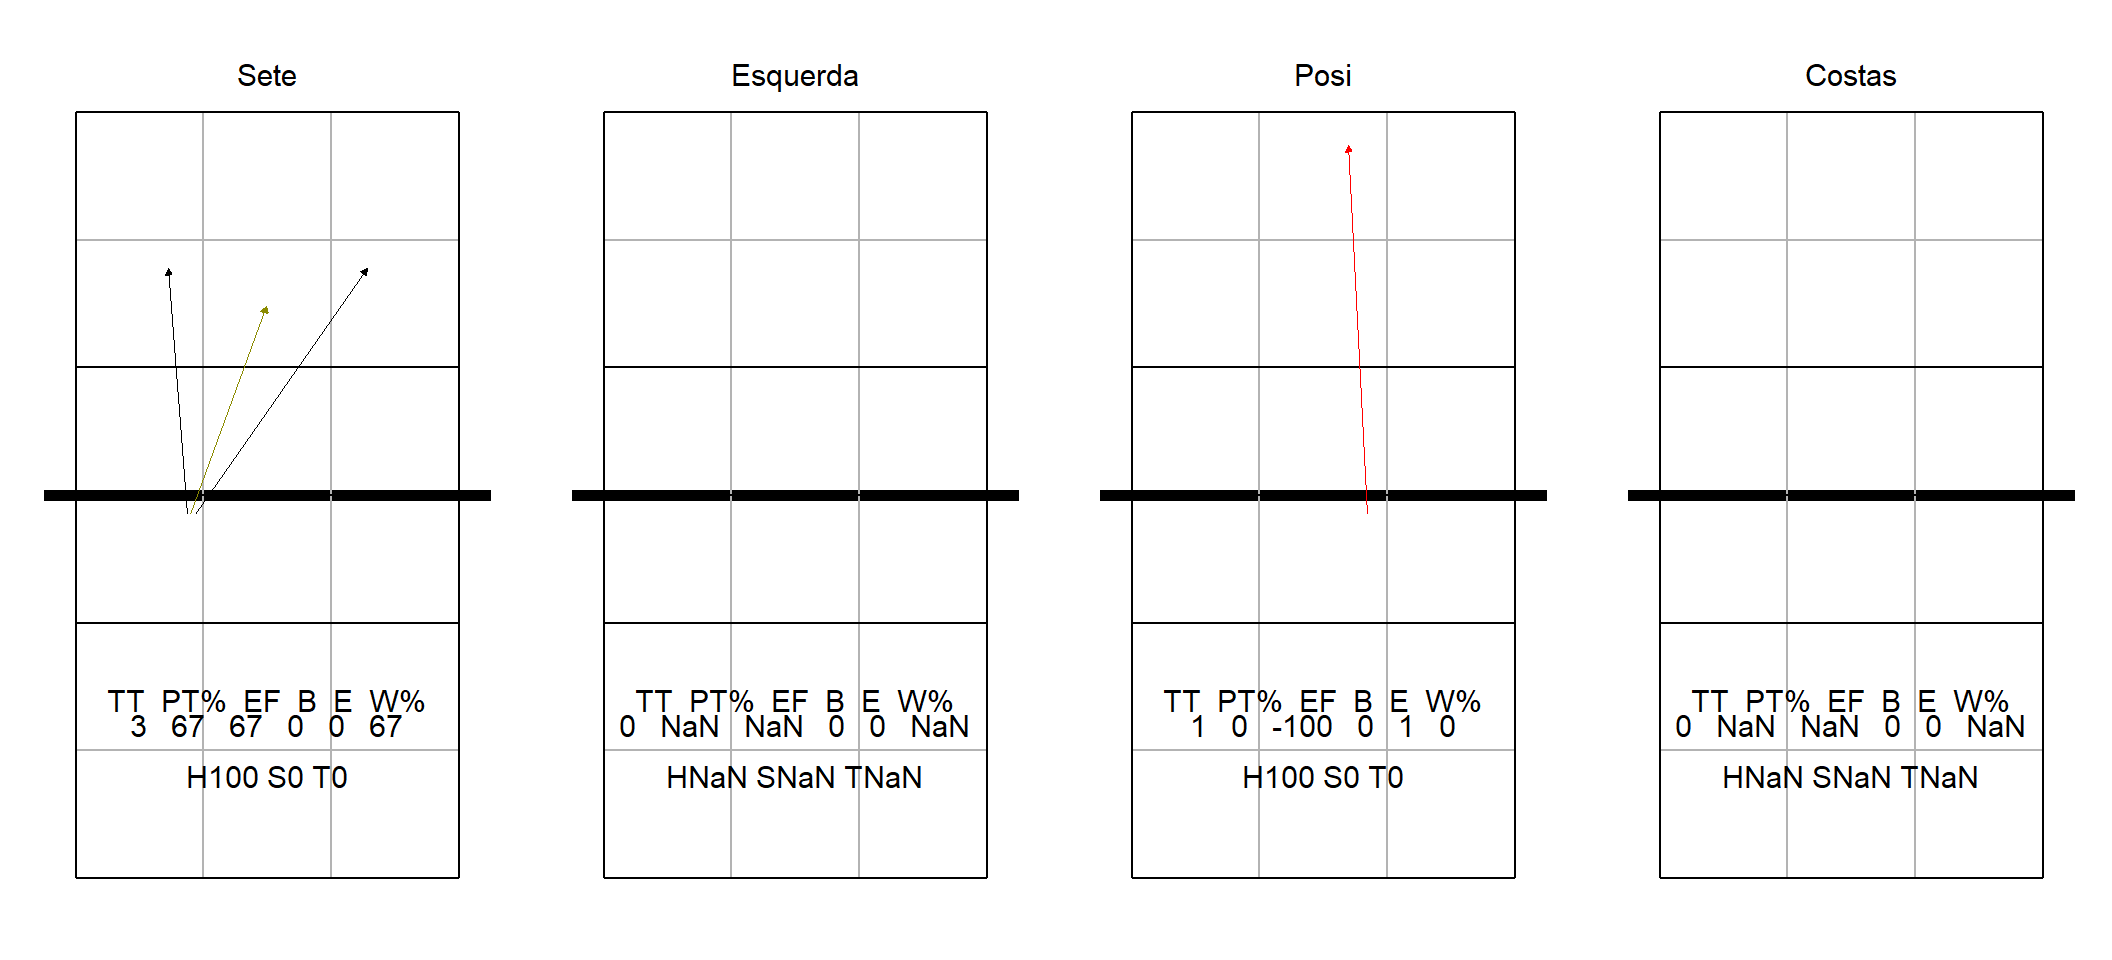 Sete
Esquerda
Posi
Costas
TT PT% EF B E W%
3 67 67 0 0 67
H100 S0 T0
TT PT% EF B E W%
0 NaN NaN 0 0 NaN
HNaN SNaN TNaN
TT PT% EF B E W%
1 0 -100 0 1 0
H100 S0 T0
TT PT% EF B E W%
0 NaN NaN 0 0 NaN
HNaN SNaN TNaN